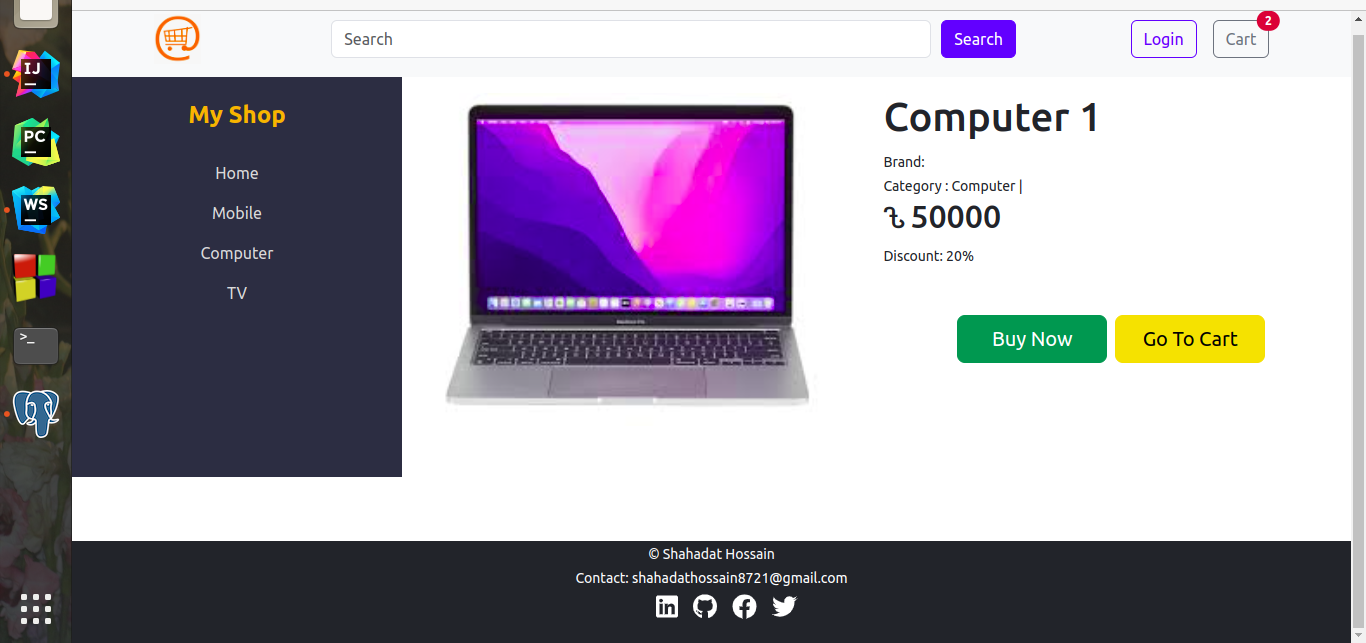 Search
Search
Login
Cart
2
IJ
PC
WS
>_
My Shop
Home
Mobile
Computer
TV
Computer 1
Brand:
Category : Computer |
৳ 50000
Discount: 20%
Buy Now
Go To Cart
© Shahadat Hossain
Contact: shahadathossain8721@gmail.com
in